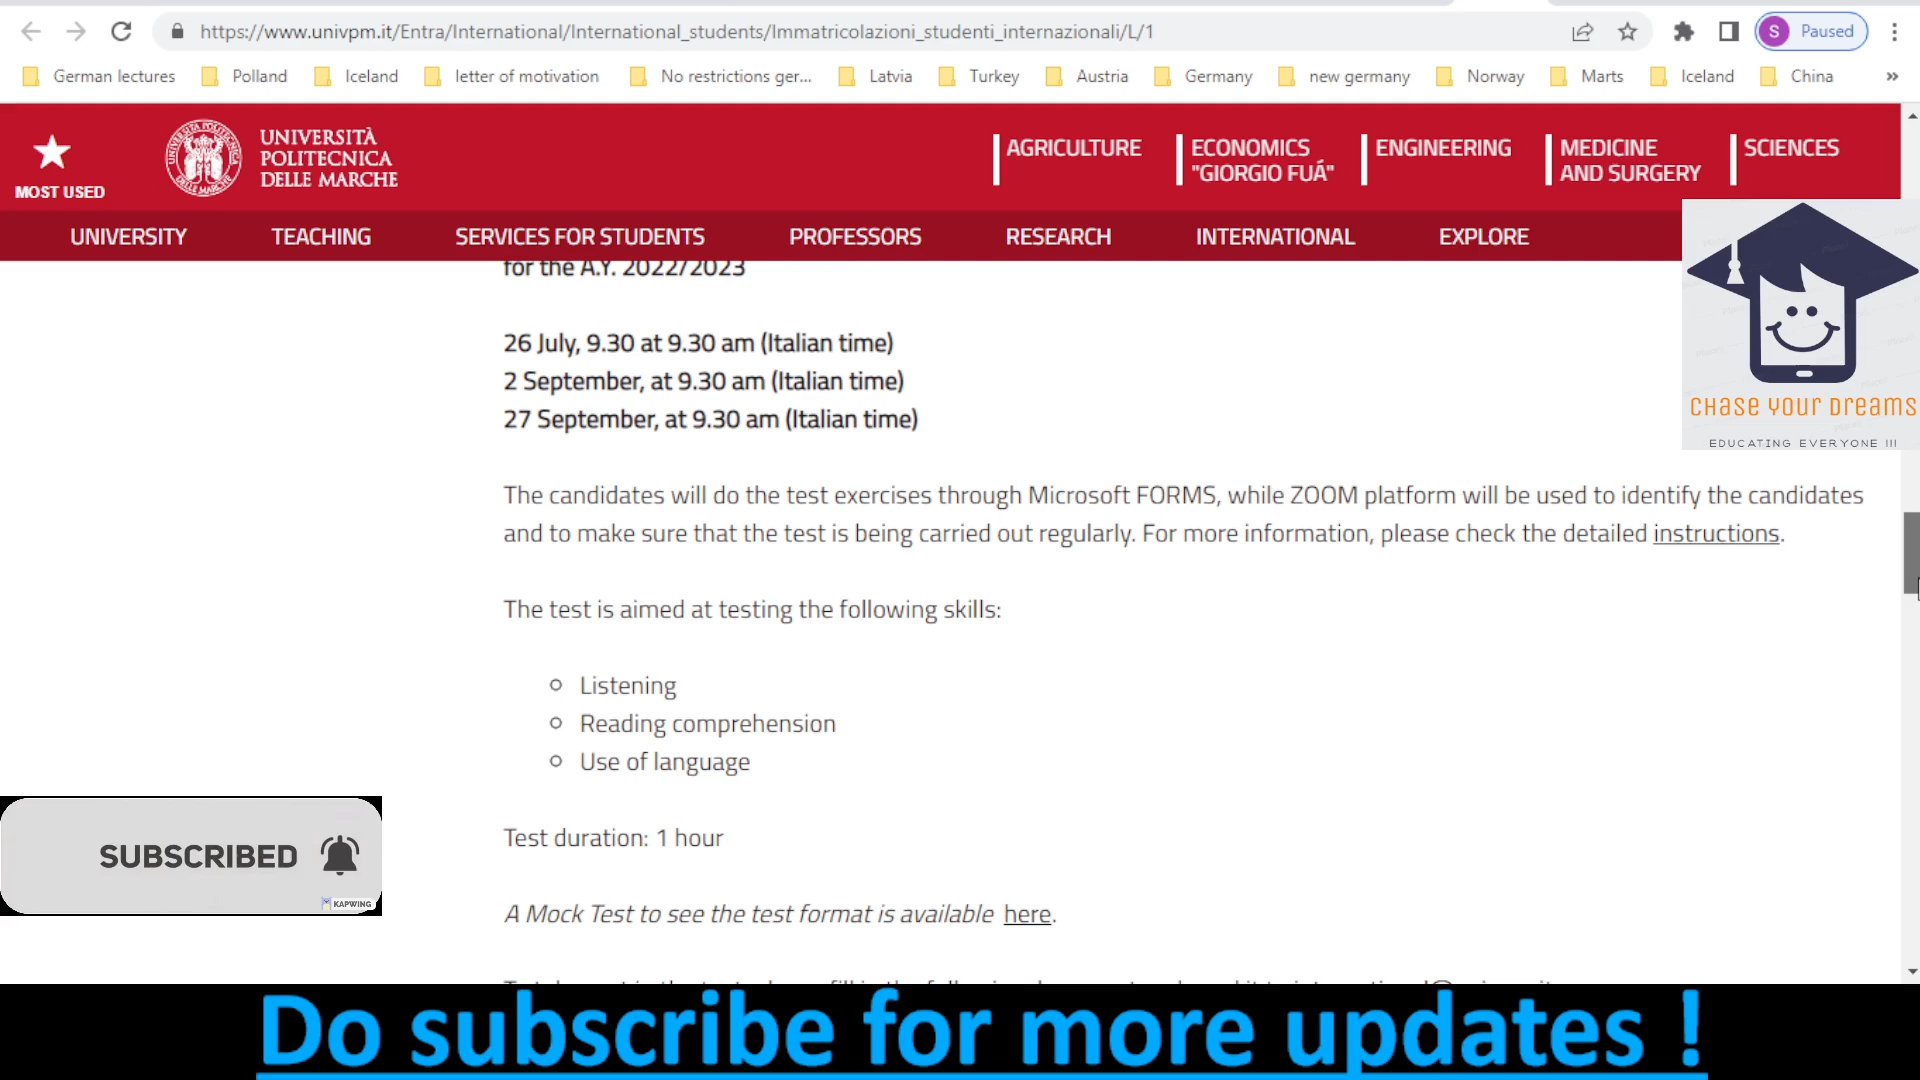 https://www.univpm.it/Entra/International/International_students/Immatricolazioni_studenti_internazionali/L/1
S Paused
German lectures Polland Iceland letter of motivation No restrictions ger... Latvia Turkey Austria Germany new germany Norway Marts Iceland China »
MOST USED
UNIVERSITÀ
POLITECNICA
DELLE MARCHE
AGRICULTURE
ECONOMICS
"GIORGIO FUÁ"
ENGINEERING
MEDICINE
AND SURGERY
SCIENCES
UNIVERSITY TEACHING SERVICES FOR STUDENTS PROFESSORS RESEARCH INTERNATIONAL EXPLORE
for the A.Y. 2022/2023
26 July, 9.30 at 9.30 am (Italian time)
2 September, at 9.30 am (Italian time)
27 September, at 9.30 am (Italian time)
CHASE YOUR DREAMS
EDUCATING EVERYONE !!!
The candidates will do the test exercises through Microsoft FORMS, while ZOOM platform will be used to identify the candidates
and to make sure that the test is being carried out regularly. For more information, please check the detailed instructions.
The test is aimed at testing the following skills:
Listening
Reading comprehension
Use of language
Test duration: 1 hour
SUBSCRIBED
KAPWING
A Mock Test to see the test format is available here.
Do subscribe for more updates !